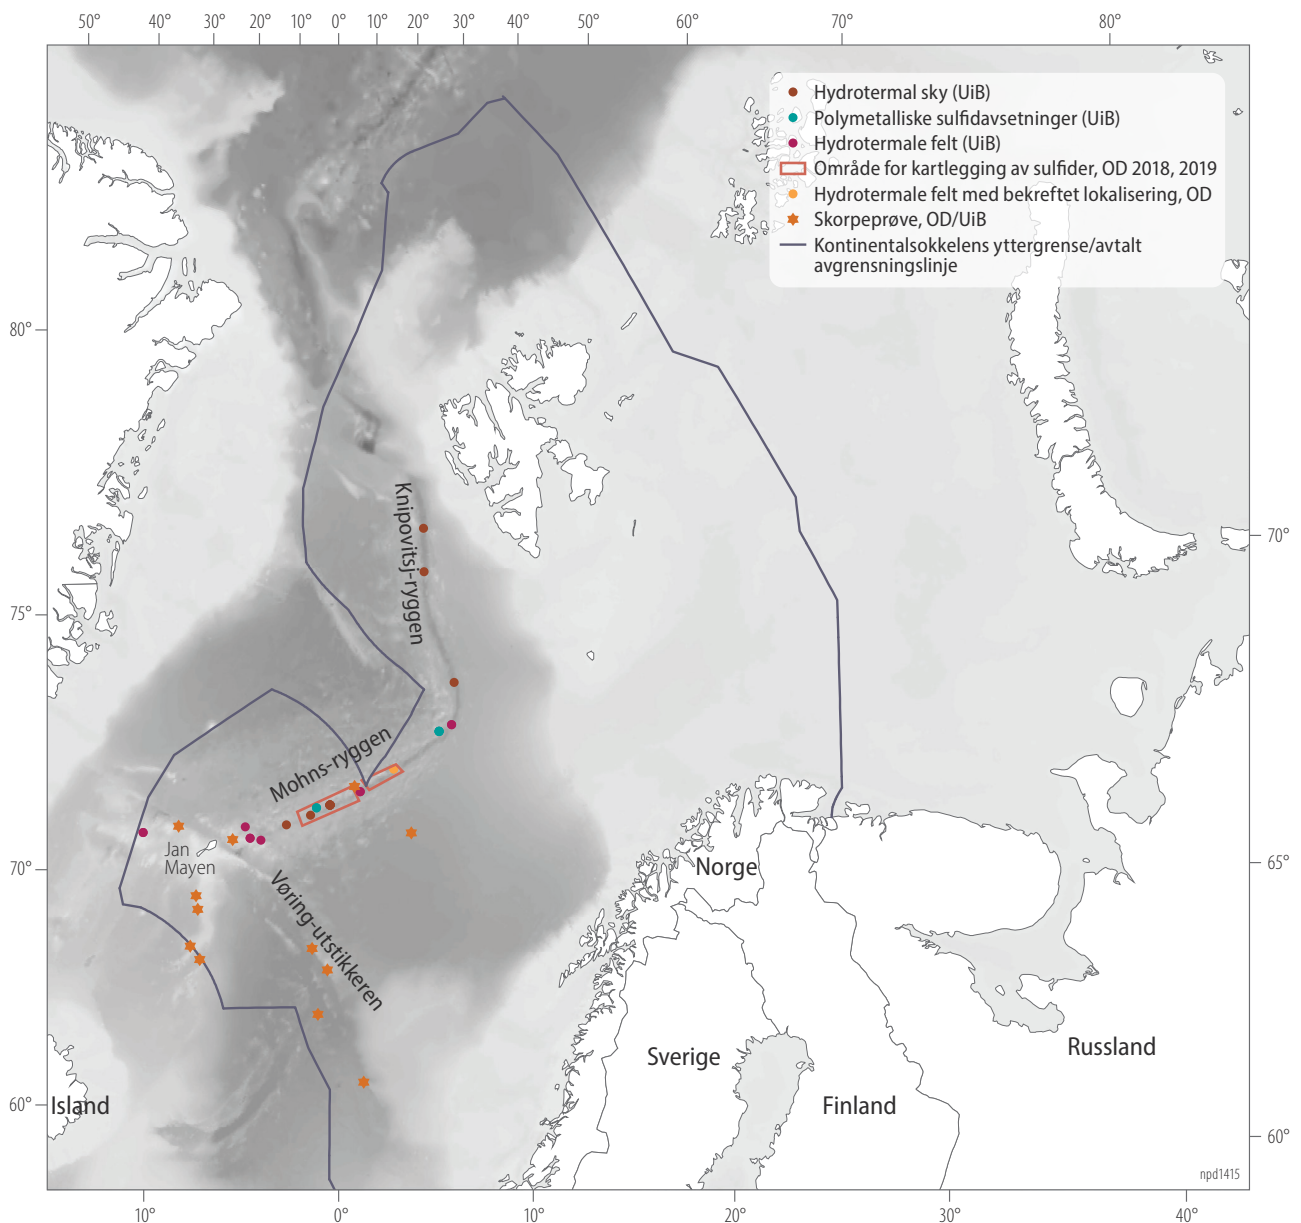 50° 40° 30° 20° 10° 0° 10° 20° 30° 40° 50° 60° 70° 80°
Hydrotermal sky (UiB)
Polymetalliske sulfidavsetninger (UiB)
Hydrotermale felt (UiB)
Område for kartlegging av sulfider, OD 2018, 2019
Hydrotermale felt med bekreftet lokalisering, OD
Skorpeprøve, OD/UiB
Kontinentalsokkelens yttergrense/avtalt
avgrensningslinje
80°
Knipovitsj-ryggen
70°
75°
Mohns-ryggen
Jan
Mayen
70°
Norge
65°
Vøring-utstikkeren
Sverige
Russland
60°
Island
Finland
60°
npd1415
10° 0° 10° 20° 30° 40°